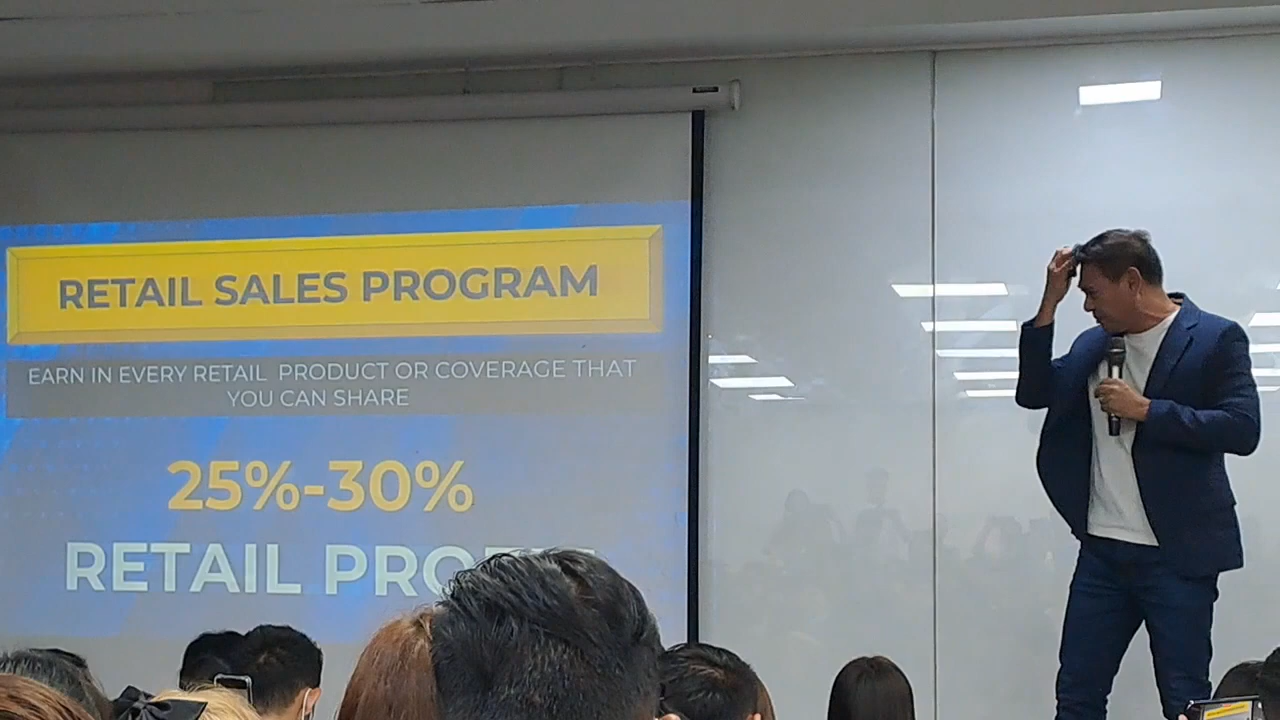 RETAIL SALES PROGRAM
EARN IN EVERY RETAIL PRODUCT OR COVERAGE THAT
YOU CAN SHARE
25%-30%
RETAIL